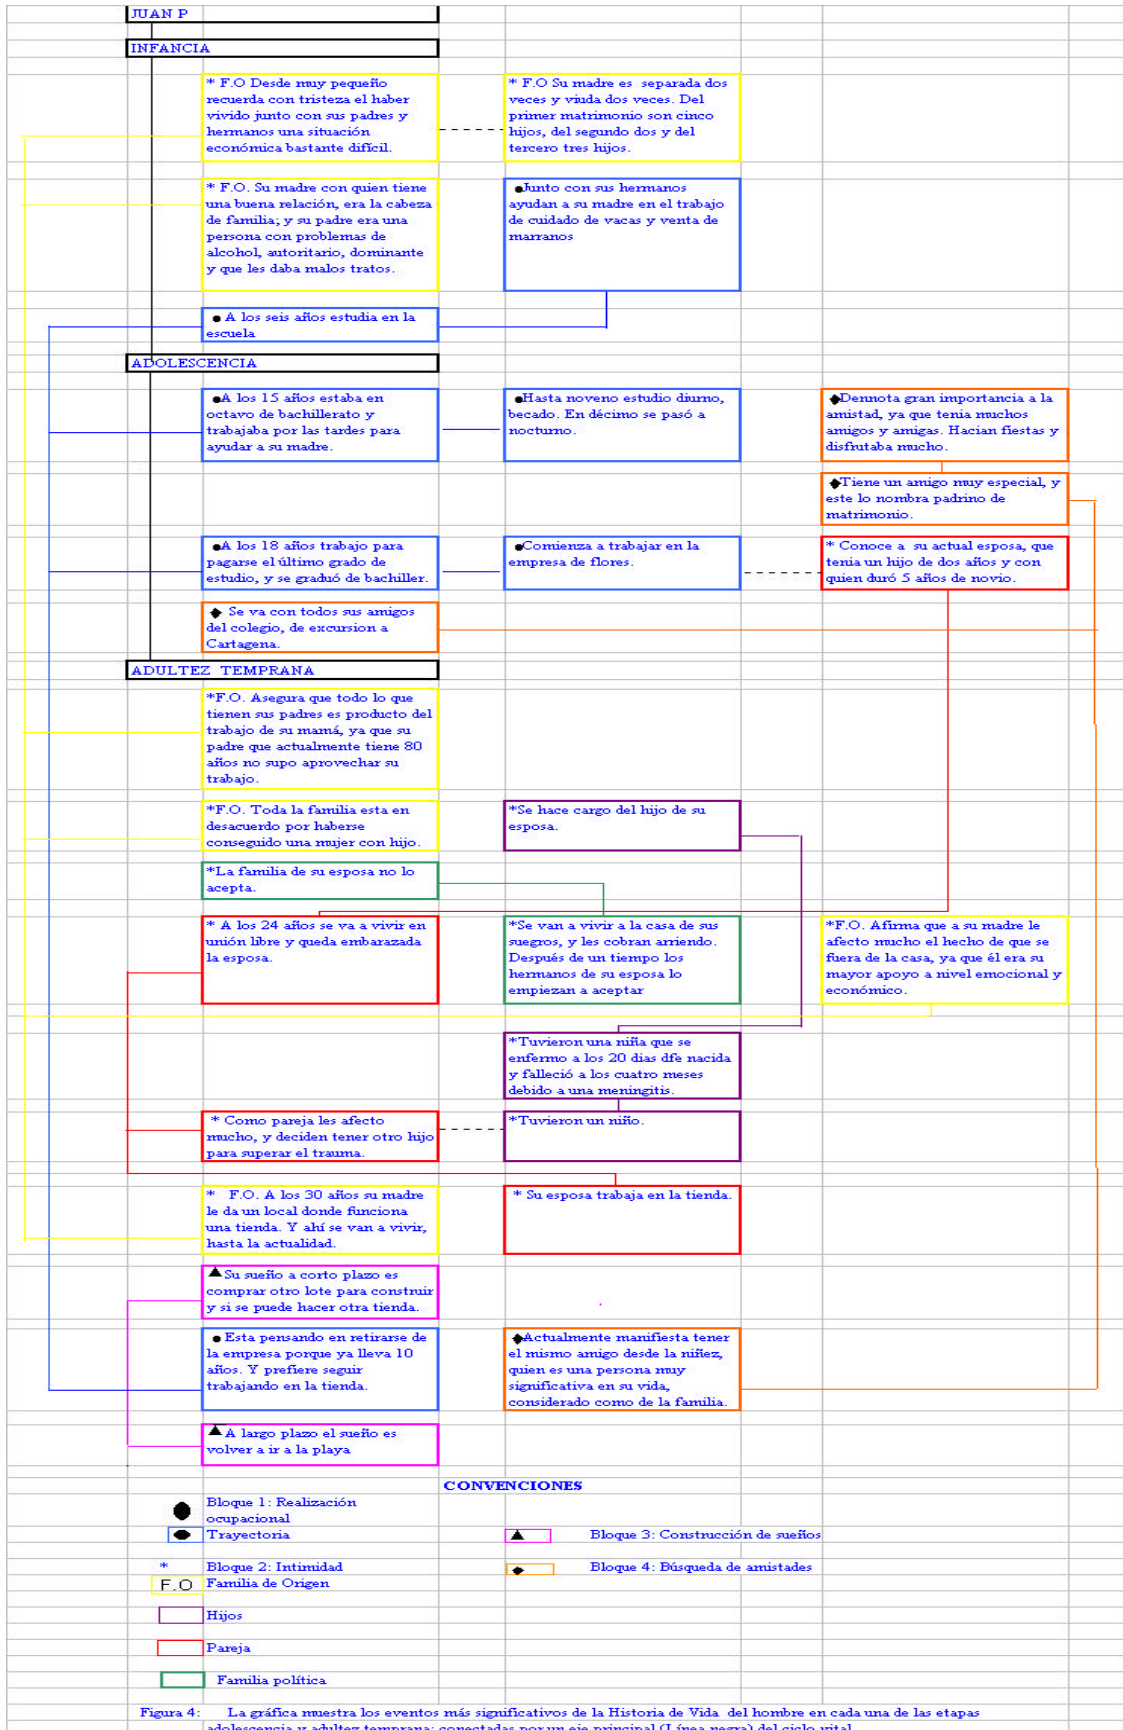 JUAN P
INFANCIA
* F.O Desde muy pequeño
recuerda con tristeza el haber
vivido junto con sus padres y
hermanos una situación
económica bastante difícil.
* F.O Su madre es separada dos
veces y viuda dos veces. Del
primer matrimonio son cinco
hijos, del segundo dos y del
tercero tres hijos.
* F.O. Su madre con quien tiene
una buena relación, era la cabeza
de familia; y su padre era una
persona con problemas de
alcohol, autoritario, dominante
y que les daba malos tratos.
Junto con sus hermanos
ayudan a su madre en el trabajo
de cuidado de vacas y venta de
marranos
A los seis años estudia en la
escuela
ADOLESCENCIA
A los 15 años estaba en
octavo de bachillerato y
trabajaba por las tardes para
ayudar a su madre.
Hasta noveno estudio diurno,
becado. En décimo se pasó a
nocturno.
Dennota gran importancia a la
amistad, ya que tenia muchos
amigos y amigas. Hacian fiestas y
disfrutaba mucho.
Tiene un amigo muy especial, y
este lo nombra padrino de
matrimonio.
A los 18 años trabajo para
pagarse el último grado de
estudio, y se graduó de bachiller.
Comienza a trabajar en la
empresa de flores.
* Conoce a su actual esposa, que
tenia un hijo de dos años y con
quien duró 5 años de novio.
Se va con todos sus amigos
del colegio, de excursion a
Cartagena.
ADULTEZ TEMPRANA
*F.O. Asegura que todo lo que
tienen sus padres es producto del
trabajo de su mamá, ya que su
padre que actualmente tiene 80
años no supo aprovechar su
trabajo.
*F.O. Toda la familia esta en
desacuerdo por haberse
conseguido una mujer con hijo.
*Se hace cargo del hijo de su
esposa.
*La familia de su esposa no lo
acepta.
* A los 24 años se va a vivir en
unión libre y queda embarazada
la esposa.
*Se van a vivir a la casa de sus
suegros, y les cobran arriendo.
Después de un tiempo los
hermanos de su esposa lo
empiezan a aceptar
*F.O. Afirma que a su madre le
afecto mucho el hecho de que se
fuera de la casa, ya que él era su
mayor apoyo a nivel emocional y
económico.
*Tuvieron una niña que se
enfermo a los 20 dias dfe nacida
y falleció a los cuatro meses
debido a una meningitis.
* Como pareja les afecto
mucho, y deciden tener otro hijo
para superar el trauma.
*Tuvieron un niño.
* F.O. A los 30 años su madre
le da un local donde funciona
una tienda. Y ahí se van a vivir,
hasta la actualidad.
* Su esposa trabaja en la tienda.
Su sueño a corto plazo es
comprar otro lote para construir
y si se puede hacer otra tienda.
Esta pensando en retirarse de
la empresa porque ya lleva 10
años. Y prefiere seguir
trabajando en la tienda.
Actualmente manifiesta tener
el mismo amigo desde la niñez,
quien es una persona muy
significativa en su vida,
considerado como de la familia.
A largo plazo el sueño es
volver a ir a la playa
CONVENCIONES
Bloque 1: Realización
ocupacional
Trayectoria
Bloque 3: Construcción de sueños
* Bloque 2: Intimidad
Bloque 4: Búsqueda de amistades
F.O Familia de Origen
Hijos
Pareja
Familia política
Figura 4: La gráfica muestra los eventos más significativos de la Historia de Vida del hombre en cada una de las etapas
adolescencia y adultez temprana; conectadas por un eje principal (Línea negra) del ciclo vital